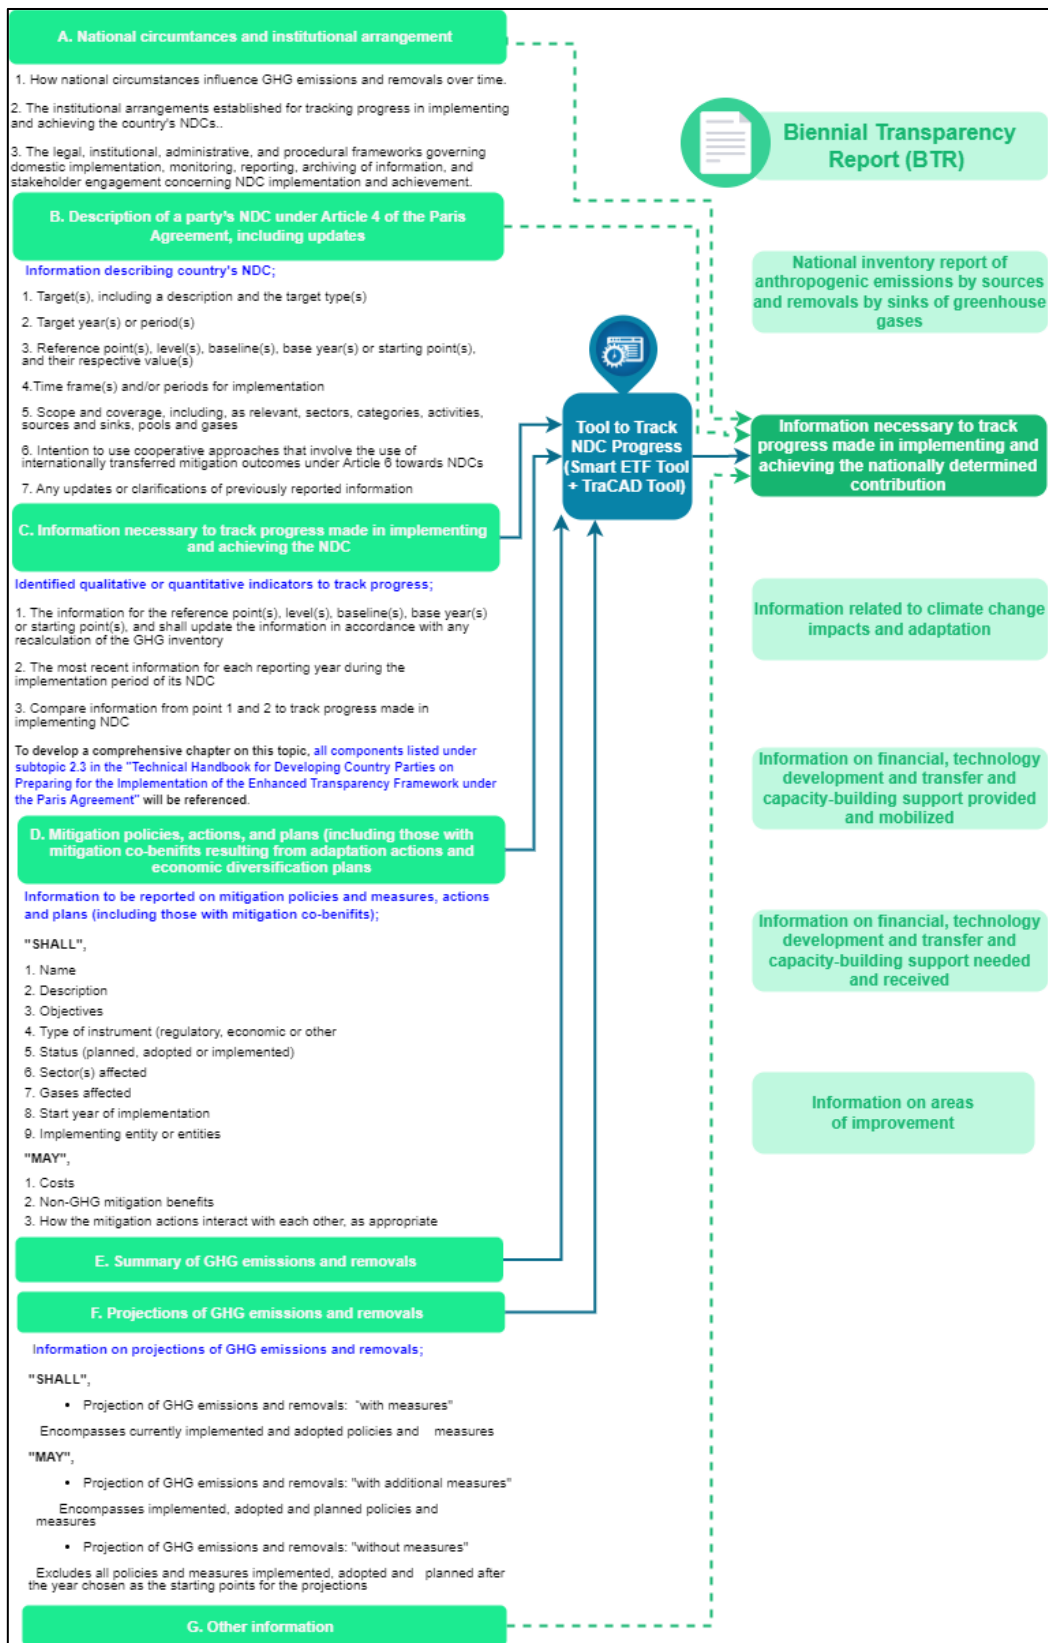 A. National circumtances and institutional arrangement
1. How national circumstances influence GHG emissions and removals over time.
2. The institutional arrangements established for tracking progress in implementing
and achieving the country's NDCs..
3. The legal, institutional, administrative, and procedural frameworks governing
domestic implementation, monitoring, reporting, archiving of information, and
stakeholder engagement concerning NDC implementation and achievement.
B. Description of a party's NDC under Article 4 of the Paris
Agreement, including updates
Information describing country's NDC;
1. Target(s), including a description and the target type(s)
2. Target year(s) or period(s)
3. Reference point(s), level(s), baseline(s), base year(s) or starting point(s),
and their respective value(s)
4.Time frame(s) and/or periods for implementation
5. Scope and coverage, including, as relevant, sectors, categories, activities,
sources and sinks, pools and gases
6. Intention to use cooperative approaches that involve the use of
internationally transferred mitigation outcomes under Article 6 towards NDCs
7. Any updates or clarifications of previously reported information
C. Information necessary to track progress made in implementing
and achieving the NDC
Identified qualitative or quantitative indicators to track progress;
1. The information for the reference point(s), level(s), baseline(s), base year(s)
or starting point(s), and shall update the information in accordance with any
recalculation of the GHG inventory
2. The most recent information for each reporting year during the
implementation period of its NDC
3. Compare information from point 1 and 2 to track progress made in
implementing NDC
To develop a comprehensive chapter on this topic, all components listed under
subtopic 2.3 in the "Technical Handbook for Developing Country Parties on
Preparing for the Implementation of the Enhanced Transparency Framework under
the Paris Agreement" will be referenced.
D. Mitigation policies, actions, and plans (including those with
mitigation co-benifits resulting from adaptation actions and
economic diversification plans
Information to be reported on mitigation policies and measures, actions
and plans (including those with mitigation co-benifits);
"SHALL",
1. Name
2. Description
3. Objectives
4. Type of instrument (regulatory, economic or other
5. Status (planned, adopted or implemented)
6. Sector(s) affected
7. Gases affected
8. Start year of implementation
9. Implementing entity or entities
"MAY",
1. Costs
2. Non-GHG mitigation benefits
3. How the mitigation actions interact with each other, as appropriate
E. Summary of GHG emissions and removals
F. Projections of GHG emissions and removals
Information on projections of GHG emissions and removals;
"SHALL",
• Projection of GHG emissions and removals: "with measures"
Encompasses currently implemented and adopted policies and measures
"MAY",
• Projection of GHG emissions and removals: "with additional measures"
Encompasses implemented, adopted and planned policies and
measures
• Projection of GHG emissions and removals: "without measures"
Excludes all policies and measures implemented, adopted and planned after
the year chosen as the starting points for the projections
G. Other information
Tool to Track
NDC Progress
(Smart ETF Tool
+ TraCAD Tool)
Biennial Transparency
Report (BTR)
National inventory report of
anthropogenic emissions by sources
and removals by sinks of greenhouse
gases
Information necessary to track
progress made in implementing and
achieving the nationally determined
contribution
Information related to climate change
impacts and adaptation
Information on financial, technology
development and transfer and
capacity-building support provided
and mobilized
Information on financial, technology
development and transfer and
capacity-building support needed
and received
Information on areas
of improvement